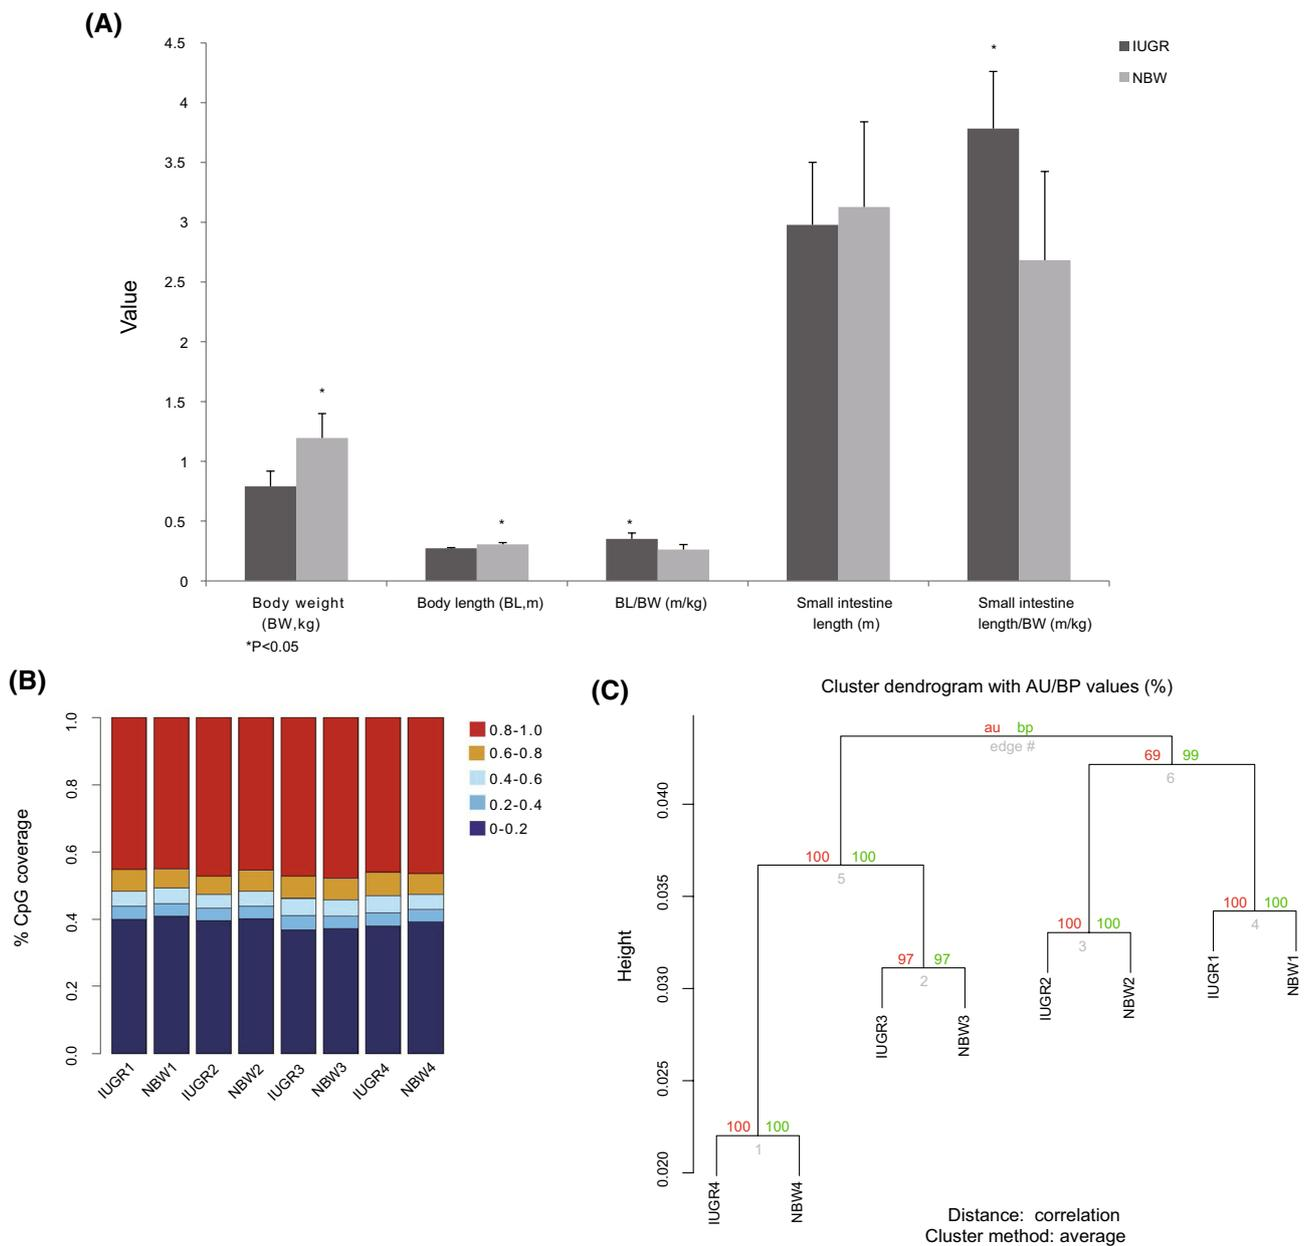 (A)
4.5
4
3.5
3
2.5
2
1.5
1
0.5
0
Value
IUGR
NBW
*
*
*
*
Body weight
(BW,kg)
*P<0.05
Body length (BL,m)
BL/BW (m/kg)
Small intestine
length (m)
Small intestine
length/BW (m/kg)
(B)
% CpG coverage
1.0
0.8
0.6
0.4
0.2
0.0
0.8-1.0
0.6-0.8
0.4-0.6
0.2-0.4
0-0.2
IUGR1
NBW1
IUGR2
NBW2
IUGR3
NBW3
IUGR4
NBW4
(C)
Cluster dendrogram with AU/BP values (%)
Height
0.040
0.035
0.030
0.025
0.020
au bp
edge #
69 99
6
100 100
5
100 100
4
100 100
3
97 97
2
100 100
1
IUGR4
NBW4
IUGR3
NBW3
IUGR2
NBW2
IUGR1
NBW1
Distance: correlation
Cluster method: average